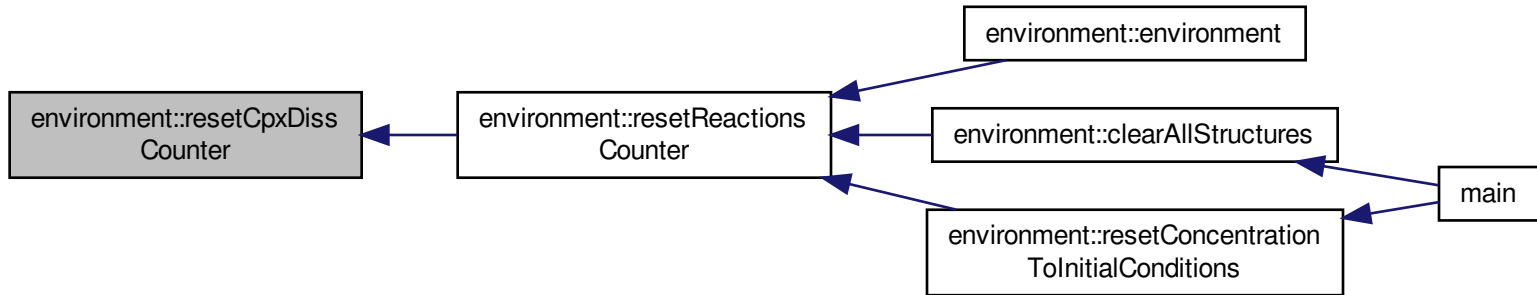 environment::resetCpxDiss
Counter
environment::resetReactions
Counter
environment::environment
environment::clearAllStructures
environment::resetConcentration
ToInitialConditions
main